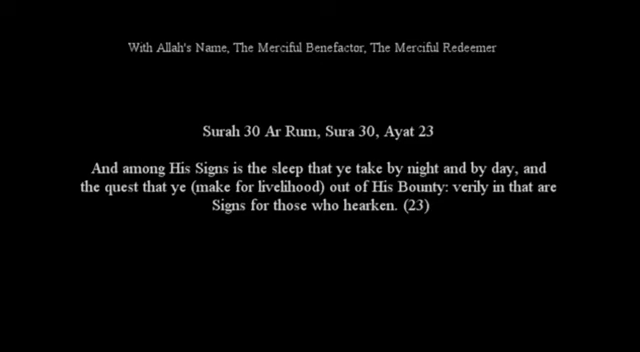 With Allah's Name, The Merciful Benefactor, The Merciful Redeemer
Surah 30 Ar Rum, Sura 30, Ayat 23
And among His Signs is the sleep that ye take by night and by day, and
the quest that ye (make for livelihood) out of His Bounty: verily in that are
Signs for those who hearken. (23)